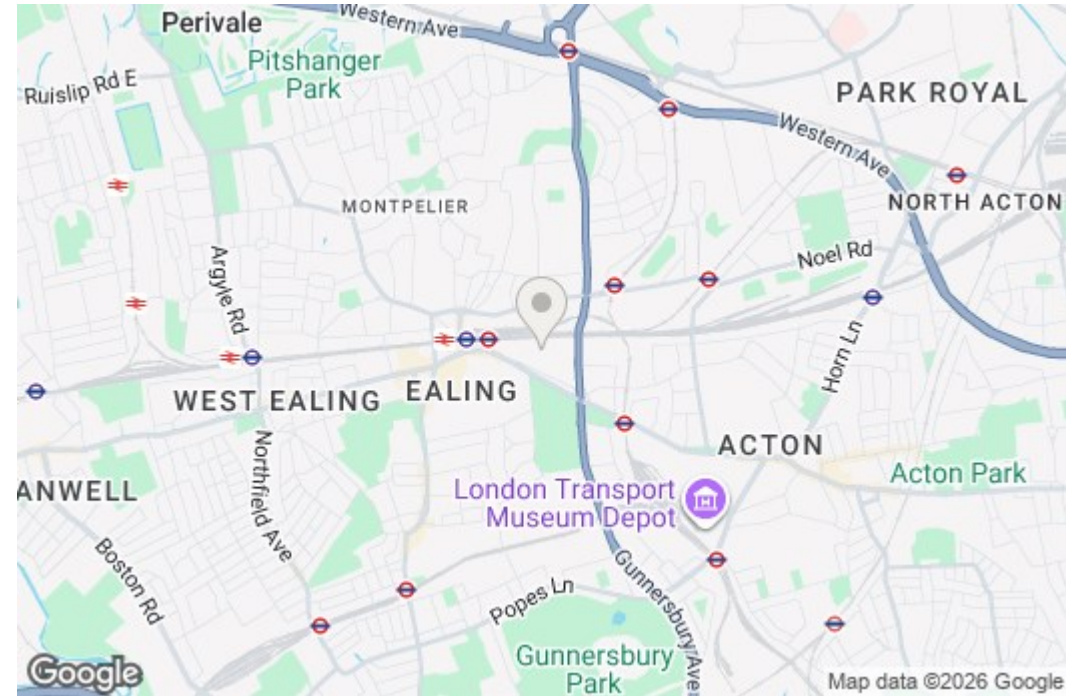 Perivale
Western Ave
Pitshanger
Park
Ruislip Rd E
PARK ROYAL
Western Ave
MONTPELIER
NORTH ACTON
Argyle Rd
Noel Rd
Horn Ln
WEST EALING
EALING
ACTON
Northfield Ave
Acton Park
ANWELL
London Transport
Museum Depot
Boston Rd
Popes Ln
Gunnersbury Ave
Gunnersbury
Park
Google
Map data ©2026 Google